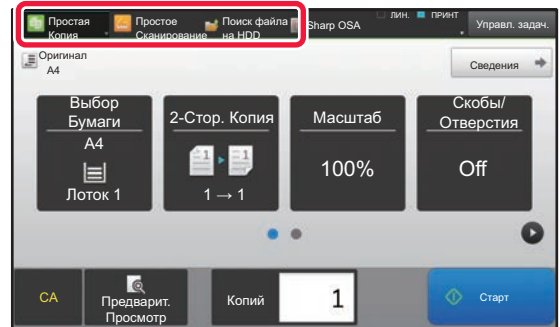 Простая Копия
Простое Сканирование
Поиск файла на HDD
Sharp OSA
ЛИН.
ПРИНТ
Управл. задач.
Оригинал
A4
Сведения
Выбор Бумаги
A4
Лоток 1
2-Стор. Копия
1
1
1 → 1
Масштаб
100%
Скобы/ Отверстия
Off
CA
Предварит. Просмотр
Копий
1
Старт